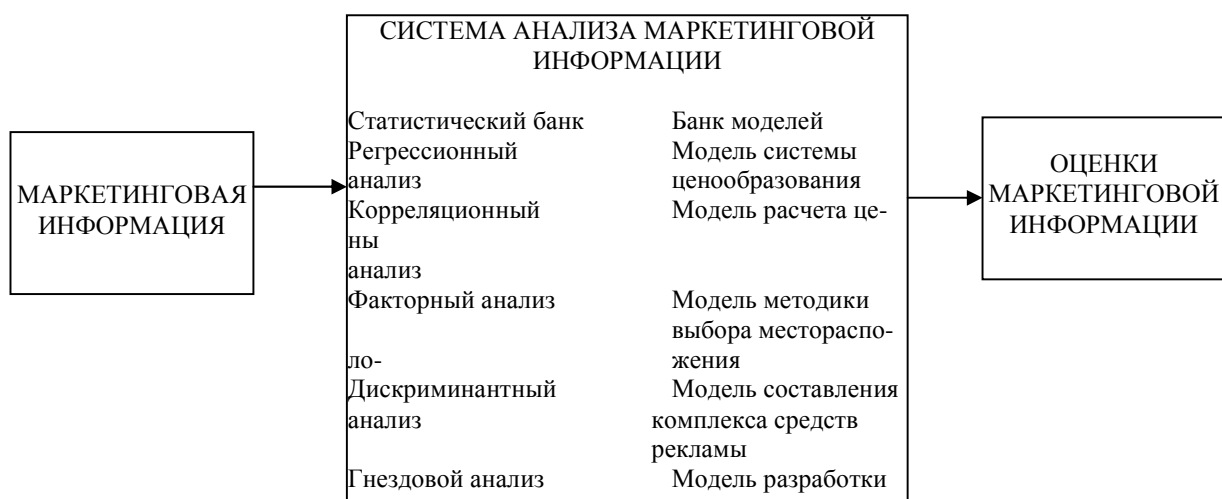 СИСТЕМА АНАЛИЗА МАРКЕТИНГОВОЙ
ИНФОРМАЦИИ
МАРКЕТИНГОВАЯ
ИНФОРМАЦИЯ
Статистический банк Банк моделей
Регрессионный Модель системы
анализ ценообразования
Корреляционный Модель расчета це-
ны
анализ
Факторный анализ Модель методики
выбора местораспо-
ло- жения
Дискриминантный Модель составления
анализ комплекса средств
рекламы
Гнездовой анализ Модель разработки
ОЦЕНКИ
МАРКЕТИНГОВОЙ
ИНФОРМАЦИИ